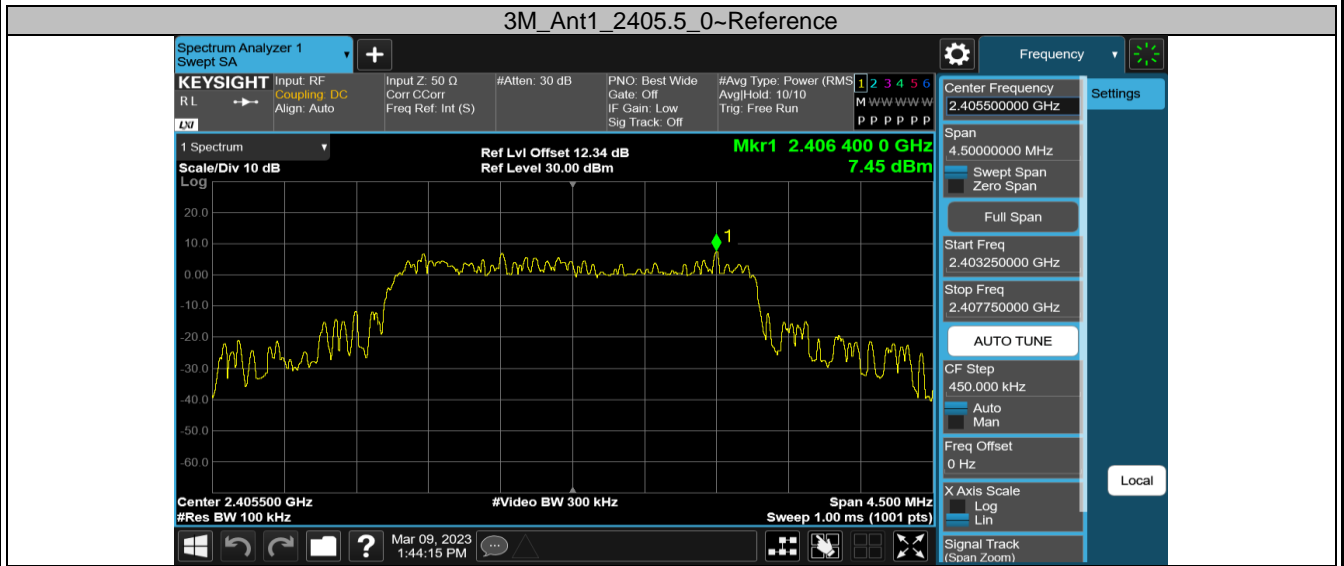 3M_Ant1_2405.5_0~Reference
Spectrum Analyzer 1
Swept SA
Frequency
Settings
KEYSIGHT
R L
LXI
Input: RF
Coupling: DC
Align: Auto
Input Z: 50 Ω
Corr CCorr
Freq Ref: Int (S)
#Atten: 30 dB
PNO: Best Wide
Gate: Off
IF Gain: Low
Sig Track: Off
#Avg Type: Power (RMS
Avg|Hold: 10/10
Trig: Free Run
1 2 3 4 5 6
M W W W W W
P P P P P P
1 Spectrum
Scale/Div 10 dB
Log
Ref Lvl Offset 12.34 dB
Ref Level 30.00 dBm
Mkr1 2.406 400 0 GHz
7.45 dBm
20.0
10.0
0.00
-10.0
-20.0
-30.0
-40.0
-50.0
-60.0
1
Center 2.405500 GHz
#Res BW 100 kHz
#Video BW 300 kHz
Span 4.500 MHz
Sweep 1.00 ms (1001 pts)
Center Frequency
2.405500000 GHz
Span
4.50000000 MHz
Swept Span
Zero Span
Full Span
Start Freq
2.403250000 GHz
Stop Freq
2.407750000 GHz
AUTO TUNE
CF Step
450.000 kHz
Auto
Man
Freq Offset
0 Hz
X Axis Scale
Log
Lin
Signal Track
(Span Zoom)
Local
Mar 09, 2023
1:44:15 PM